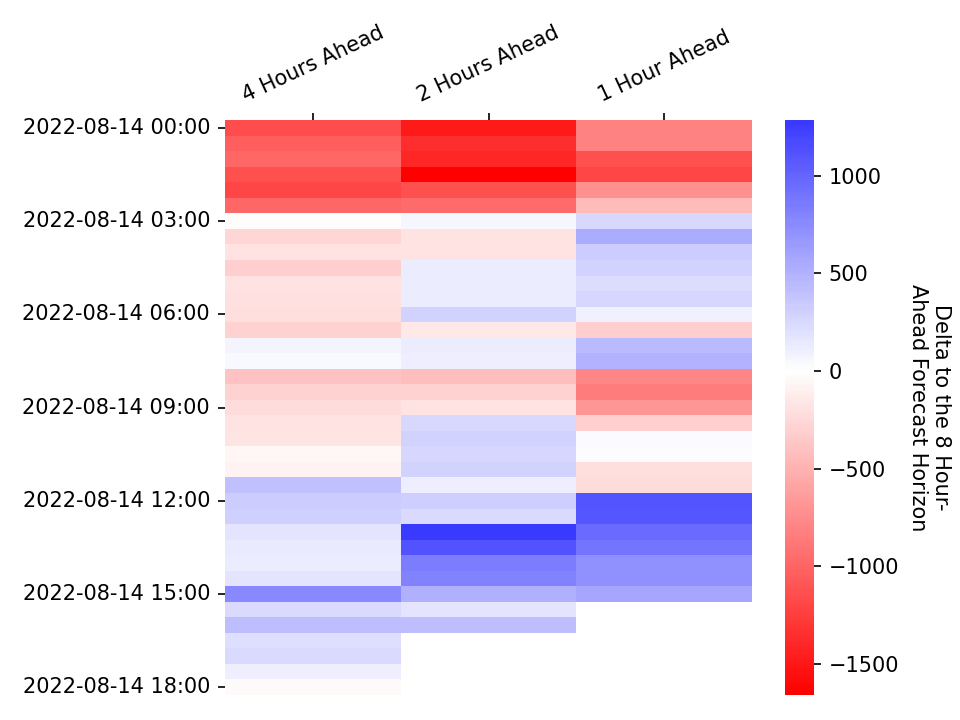 4 Hours Ahead
2 Hours Ahead
1 Hour Ahead
2022-08-14 00:00
2022-08-14 03:00
2022-08-14 06:00
2022-08-14 09:00
2022-08-14 12:00
2022-08-14 15:00
2022-08-14 18:00
1000
500
0
−500
−1000
−1500
Delta to the 8 Hour-
Ahead Forecast Horizon